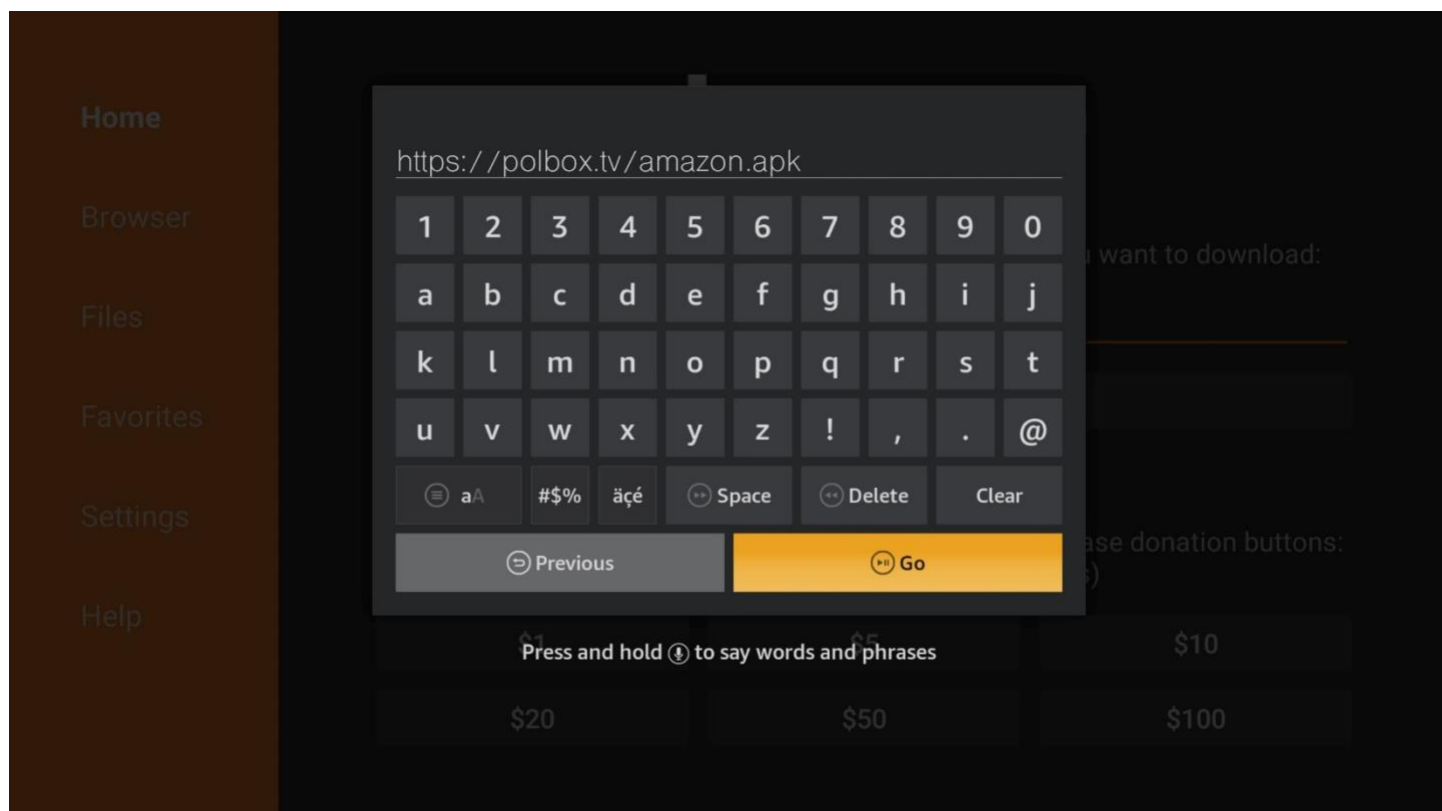 Home
Browser
Files
Favorites
Settings
Help
https://polbox.tv/amazon.apk
1 2 3 4 5 6 7 8 9 0
a b c d e f g h i j
k l m n o p q r s t
u v w x y z ! , . @
aA #$% äçé Space Delete Clear
Previous Go
want to download:
ase donation buttons:
Press and hold to say words and phrases
$1 $5 $10
$20 $50 $100